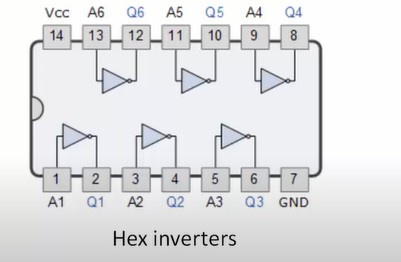 Vcc A6 Q6 A5 Q5 A4 Q4
14 13 12 11 10 9 8
1 2 3 4 5 6 7
A1 Q1 A2 Q2 A3 Q3 GND
Hex inverters